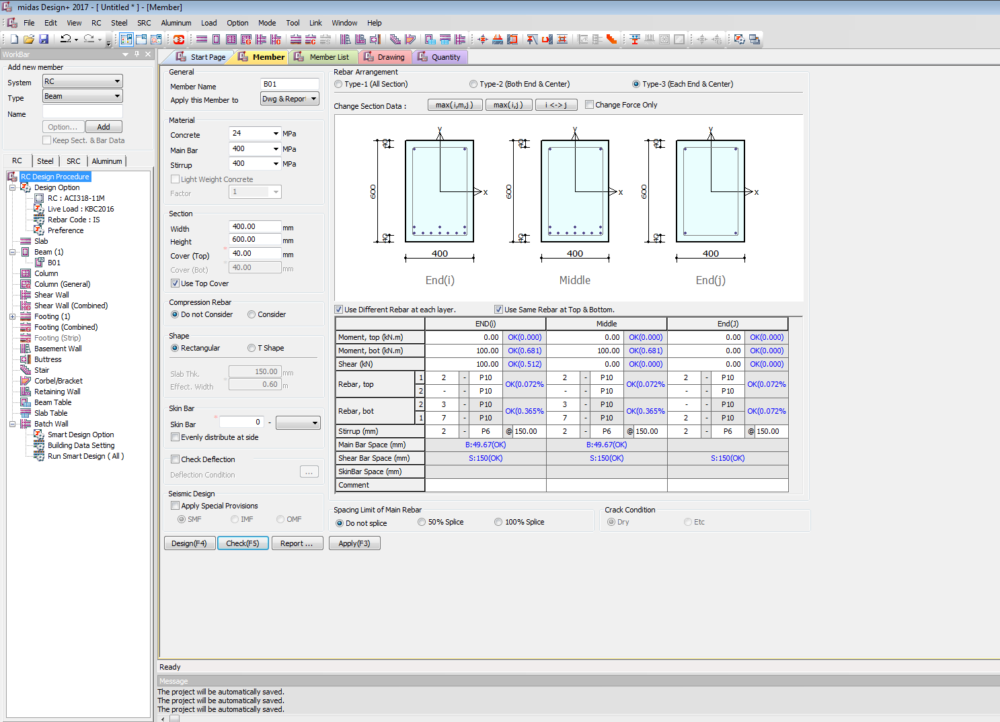 midas Design+ 2017 - [ Untitled * ] - [Member]
File Edit View RC Steel SRC Aluminum Load Option Mode Tool Link Window Help
WorkBar
Start Page Member Member List Drawing Quantity
Add new member
System RC
Type Beam
Name
Option... Add
Keep Sect. & Bar Data
RC Steel SRC Aluminum
RC Design Procedure
Design Option
RC : ACI318-11M
Live Load : KBC2016
Rebar Code : IS
Preference
Slab
Beam (1)
B01
Column
Column (General)
Shear Wall
Shear Wall (Combined)
Footing (1)
Footing (Combined)
Footing (Strip)
Basement Wall
Buttress
Stair
Corbel/Bracket
Retaining Wall
Beam Table
Slab Table
Batch Wall
Smart Design Option
Building Data Setting
Run Smart Design ( All )
General
Member Name B01
Apply this Member to Dwg & Repor
Material
Concrete 24 MPa
Main Bar 400 MPa
Stirrup 400 MPa
Light Weight Concrete
Factor 1
Section
Width 400.00 mm
Height 600.00 mm
Cover (Top) 40.00 mm
Cover (Bot) 40.00 mm
Use Top Cover
Compression Rebar
Do not Consider Consider
Shape
Rectangular T Shape
Slab Thk. 150.00 mm
Effect. Width 0.60 m
Skin Bar
Skin Bar 0 -
Evenly distribute at side
Check Deflection
Deflection Condition ...
Seismic Design
Apply Special Provisions
SMF IMF OMF
Design(F4) Check(F5) Report ... Apply(F3)
Rebar Arrangement
Type-1 (All Section) Type-2 (Both End & Center) Type-3 (Each End & Center)
Change Section Data : max(i,m,j) max(i,j) i <-> j Change Force Only
y y y
40 40 40
600 x 600 x 600 x
40 40 40
400 400 400
End(i) Middle End(j)
Use Different Rebar at each layer. Use Same Rebar at Top & Bottom.
END(i) Middle End(J)
Moment, top (kN.m) 0.00 OK(0.000) 0.00 OK(0.000) 0.00 OK(0.000)
Moment, bot (kN.m) 100.00 OK(0.681) 100.00 OK(0.681) 0.00 OK(0.000)
Shear (kN) 100.00 OK(0.512) 0.00 OK(0.000) 0.00 OK(0.000)
Rebar, top 1 2 - P10 OK(0.072% 2 - P10 OK(0.072% 2 - P10 OK(0.072%
2 - - P10 - - P10 - - P10
Rebar, bot 2 3 - P10 OK(0.365% 3 - P10 OK(0.365% - - P10 OK(0.072%
1 7 - P10 7 - P10 2 - P10
Stirrup (mm) 2 - P6 @ 150.00 2 - P6 @ 150.00 2 - P6 @ 150.00
Main Bar Space (mm) B:49.67(OK) B:49.67(OK)
Shear Bar Space (mm) S:150(OK) S:150(OK) S:150(OK)
SkinBar Space (mm)
Comment
Spacing Limit of Main Rebar
Do not splice 50% Splice 100% Splice
Crack Condition
Dry Etc
Ready
Message
The project will be automatically saved.
The project will be automatically saved.
The project will be automatically saved.